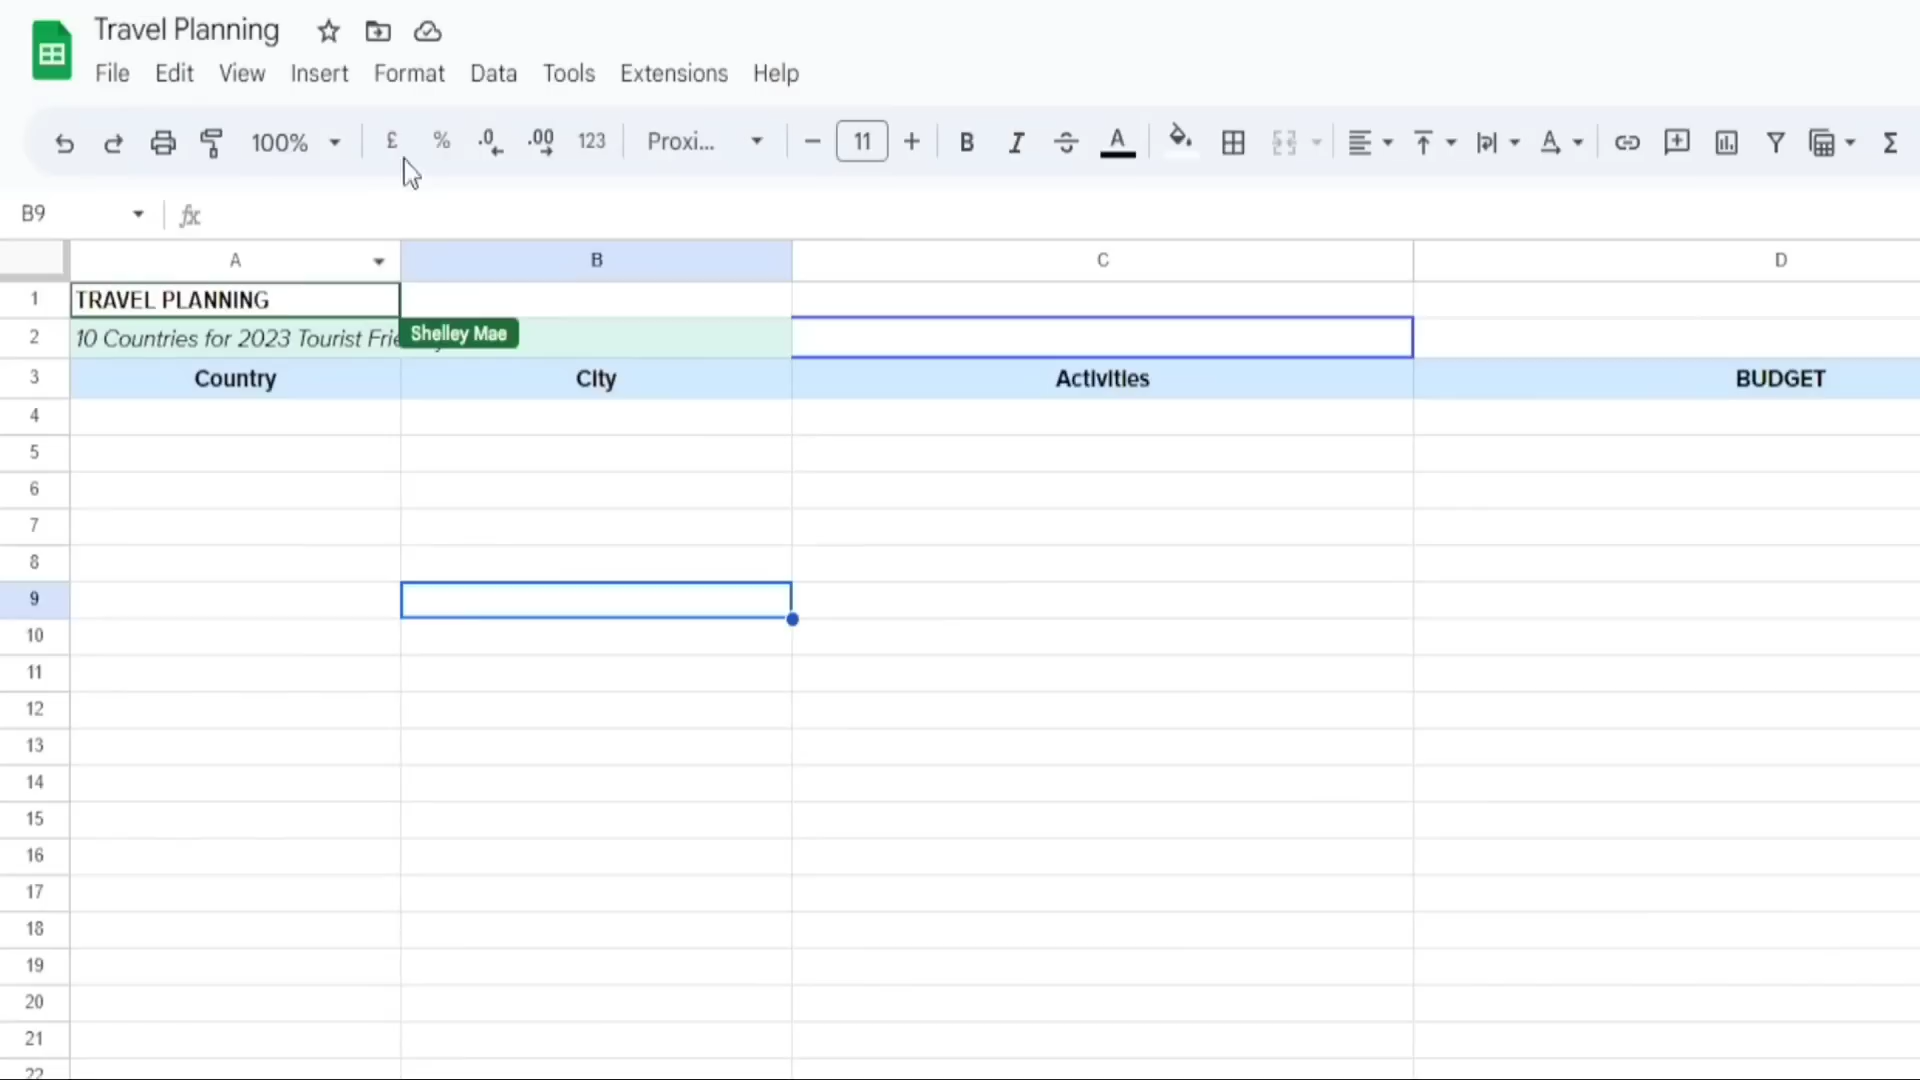 Travel Planning
File Edit View Insert Format Data Tools Extensions Help
100% £ % .0 .00 123 Proxi... 11 B I A A Σ
B9 fx
A B C D
1 TRAVEL PLANNING
Shelley Mae
2 10 Countries for 2023 Tourist
3 Country City Activities BUDGET
4
5
6
7
8
9
10
11
12
13
14
15
16
17
18
19
20
21
22